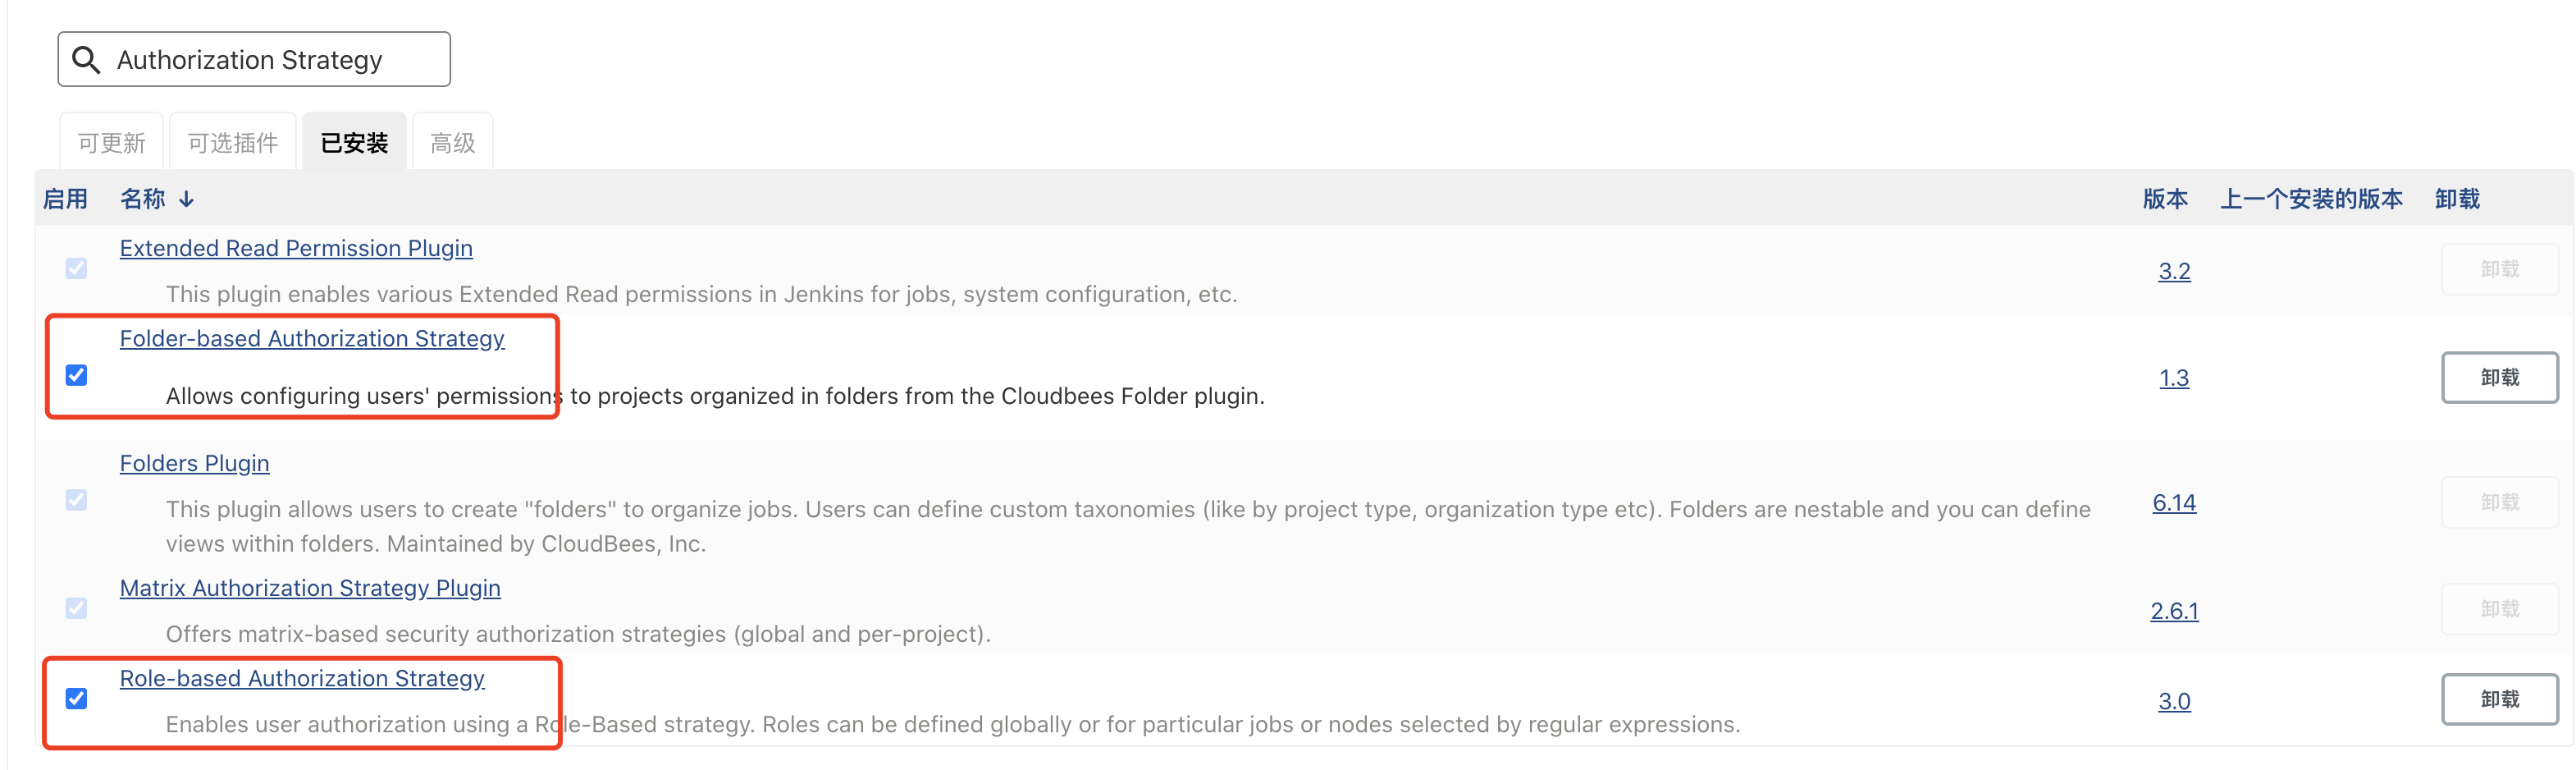 Authorization Strategy
可更新 可选插件 已安装 高级
启用 名称 ↓ 版本 上一个安装的版本 卸载
Extended Read Permission Plugin
This plugin enables various Extended Read permissions in Jenkins for jobs, system configuration, etc.
3.2 卸载
Folder-based Authorization Strategy
Allows configuring users' permissions to projects organized in folders from the Cloudbees Folder plugin.
1.3 卸载
Folders Plugin
This plugin allows users to create "folders" to organize jobs. Users can define custom taxonomies (like by project type, organization type etc). Folders are nestable and you can define
views within folders. Maintained by CloudBees, Inc.
6.14 卸载
Matrix Authorization Strategy Plugin
Offers matrix-based security authorization strategies (global and per-project).
2.6.1 卸载
Role-based Authorization Strategy
Enables user authorization using a Role-Based strategy. Roles can be defined globally or for particular jobs or nodes selected by regular expressions.
3.0 卸载